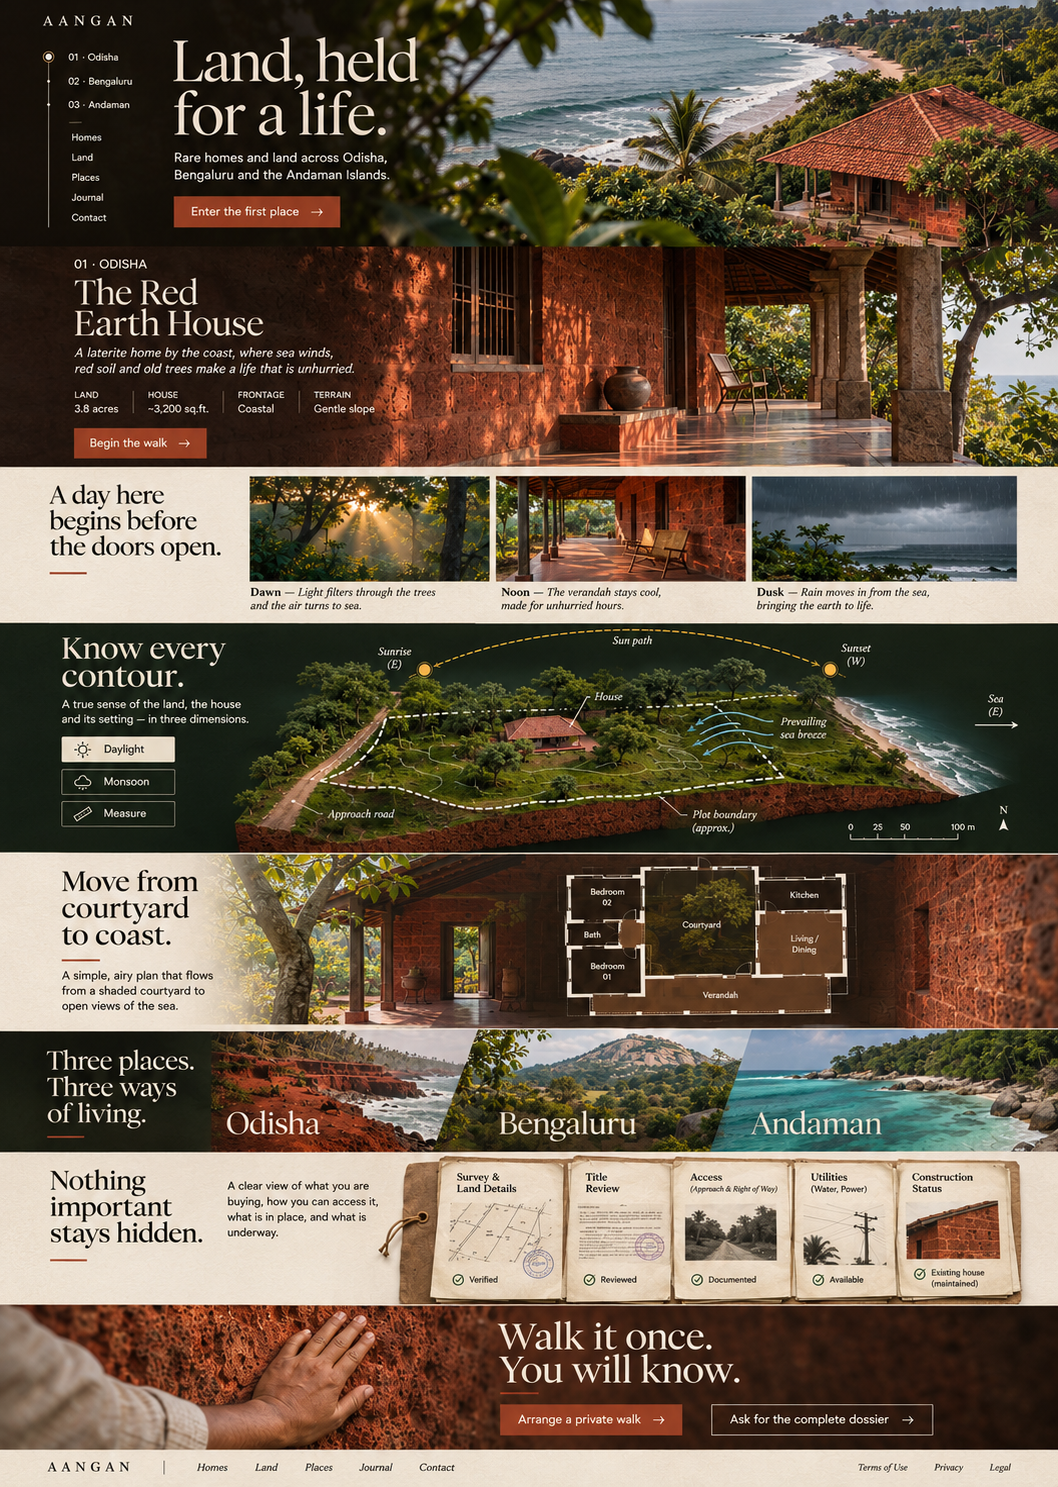 AANGAN
01 · Odisha
02 · Bengaluru
03 · Andaman
Homes
Land
Places
Journal
Contact
Land, held
for a life.
Rare homes and land across Odisha,
Bengaluru and the Andaman Islands.
Enter the first place →
01 · ODISHA
The Red
Earth House
A laterite home by the coast, where sea winds,
red soil and old trees make a life that is unhurried.
LAND
3.8 acres
HOUSE
~3,200 sq.ft.
FRONTAGE
Coastal
TERRAIN
Gentle slope
Begin the walk →
A day here
begins before
the doors open.
Dawn — Light filters through the trees
and the air turns to sea.
Noon — The verandah stays cool,
made for unhurried hours.
Dusk — Rain moves in from the sea,
bringing the earth to life.
Know every
contour.
A true sense of the land, the house
and its setting — in three dimensions.
Daylight
Monsoon
Measure
Sunrise
(E)
Sun path
Sunset
(W)
House
Prevailing
sea breeze
Sea
(E)
Approach road
Plot boundary
(approx.)
N
0 25 50 100 m
Move from
courtyard
to coast.
A simple, airy plan that flows
from a shaded courtyard to
open views of the sea.
Bedroom
02
Bath
Bedroom
01
Courtyard
Kitchen
Living /
Dining
Verandah
Three places.
Three ways
of living.
Odisha
Bengaluru
Andaman
Nothing
important
stays hidden.
A clear view of what you are
buying, how you can access it,
what is in place, and what is
underway.
Survey &
Land Details
Verified
Title
Review
Reviewed
Access
(Approach & Right of Way)
Documented
Utilities
(Water, Power)
Available
Construction
Status
Existing house
(maintained)
Walk it once.
You will know.
Arrange a private walk →
Ask for the complete dossier →
AANGAN
Homes
Land
Places
Journal
Contact
Terms of Use
Privacy
Legal